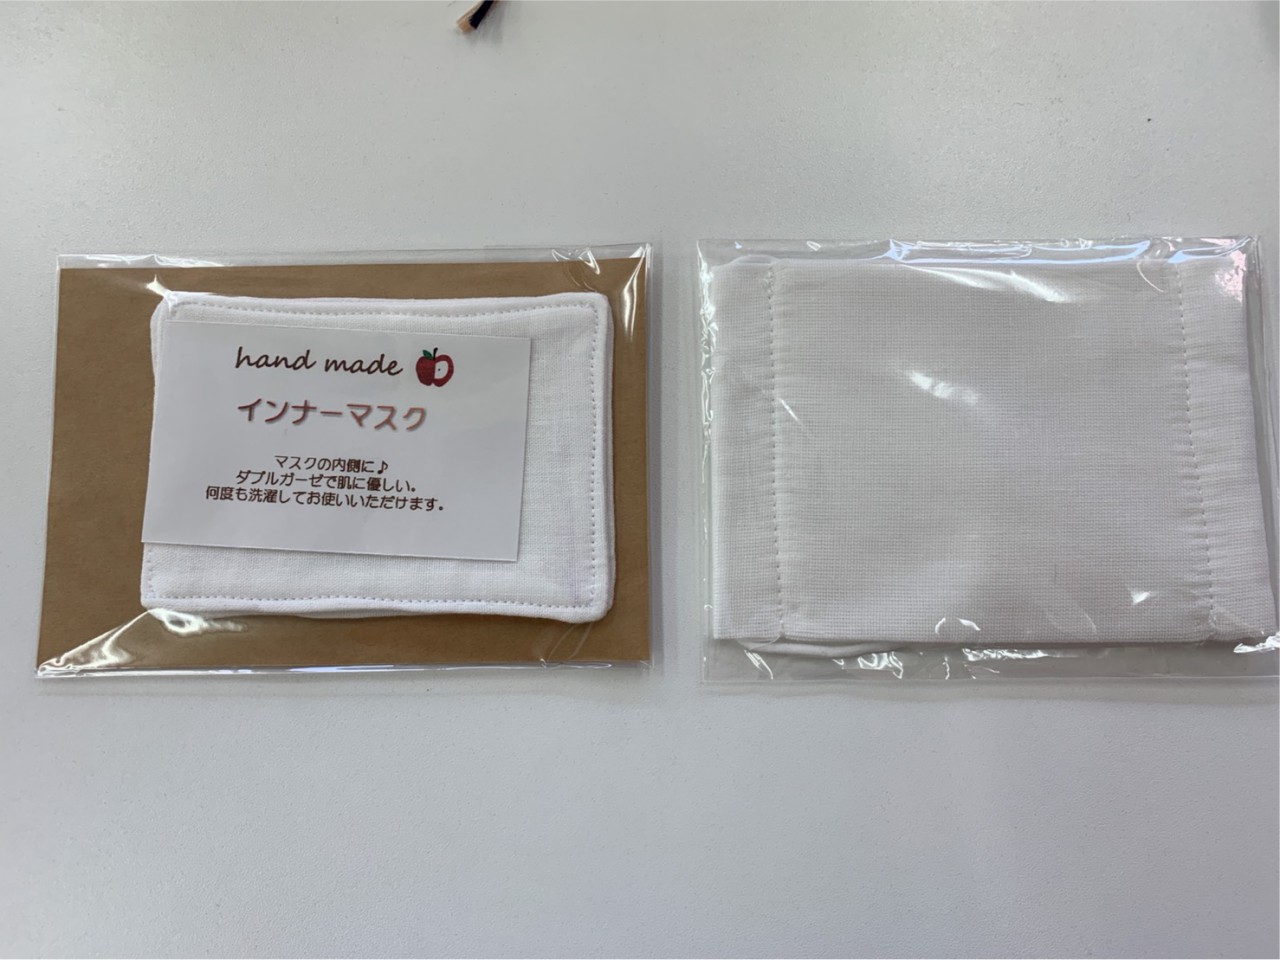 hand made
インナーマスク
マスクの内側に♪
ダブルガーゼで肌に優しい。
何度も洗濯してお使いいただけます。